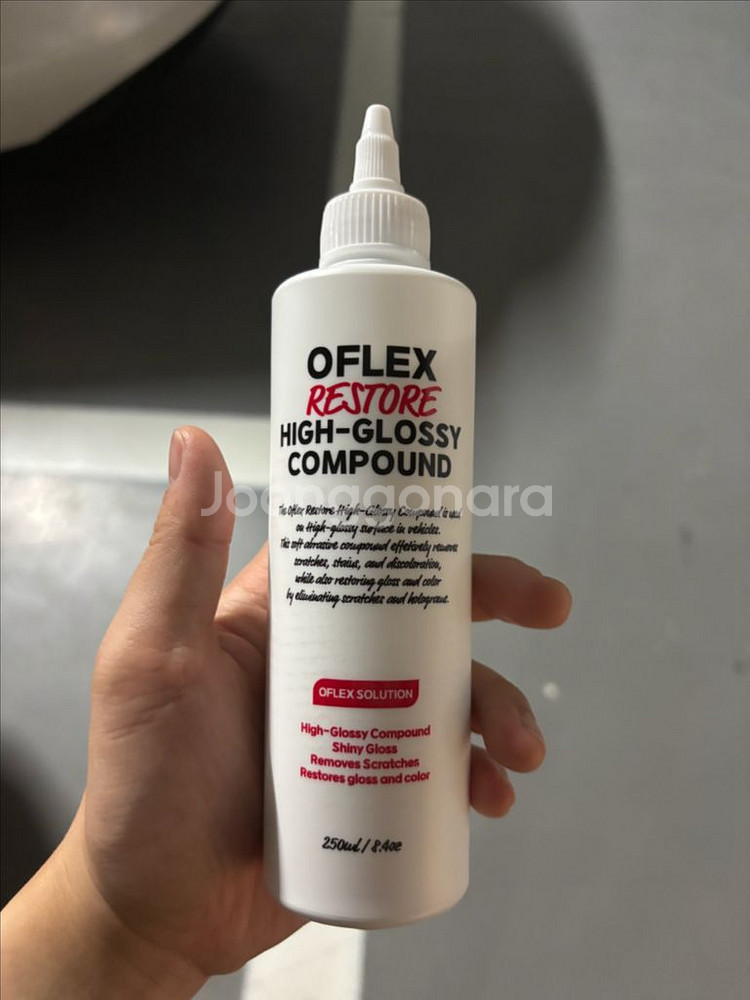 OFLEX
RESTORE
HIGH-GLOSSY
COMPOUND
Joonggonara
The Oflex Restore High-Glossy Compound is used
on High-glossy surface in vehicles.
This soft abrasive compound effetively removes
scratches, stains, and discoloration,
while also restoring gloss and color
by eliminating scratches and holograms.
OFLEX SOLUTION
High-Glossy Compound
Shiny Gloss
Removes Scratches
Restores gloss and color
250ml / 8.4oz